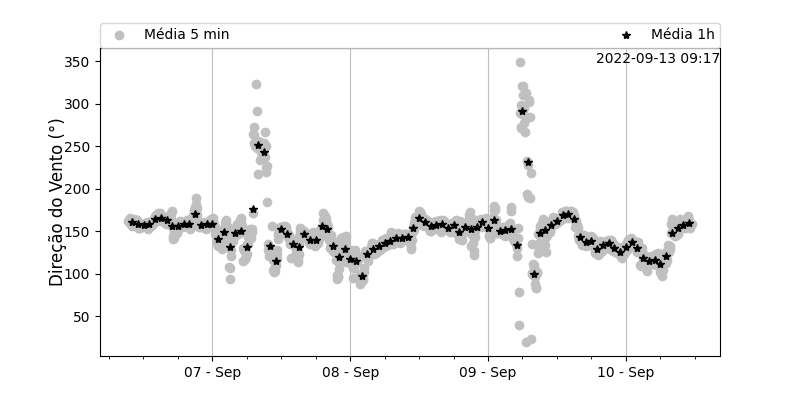 Média 5 min
Média 1h
2022-09-13 09:17
Direção do Vento (°)
350
300
250
200
150
100
50
07 - Sep
08 - Sep
09 - Sep
10 - Sep